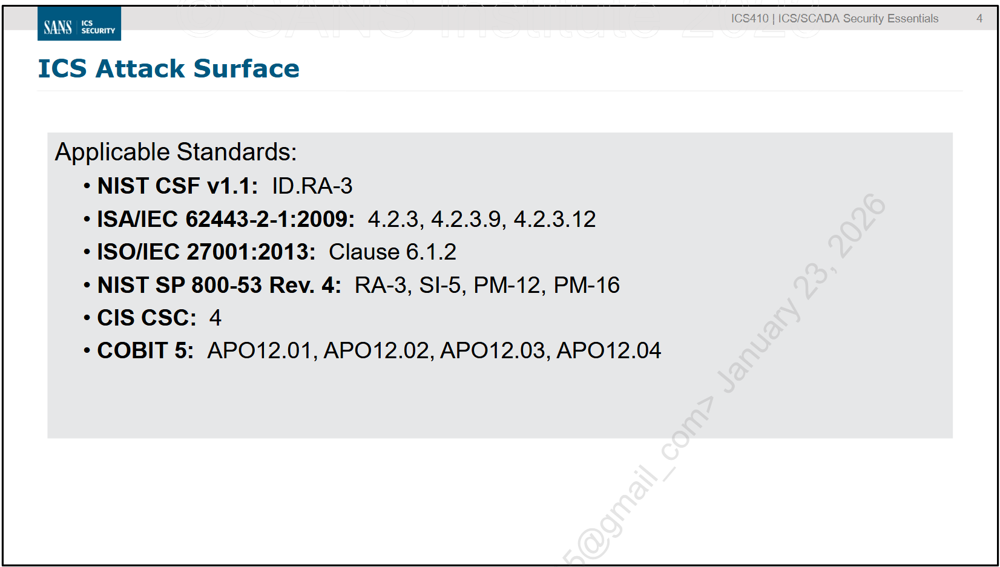 © SANS Institute 2026
SANS | ICS SECURITY
ICS410 | ICS/SCADA Security Essentials 4
ICS Attack Surface
Applicable Standards:
• NIST CSF v1.1: ID.RA-3
• ISA/IEC 62443-2-1:2009: 4.2.3, 4.2.3.9, 4.2.3.12
• ISO/IEC 27001:2013: Clause 6.1.2
• NIST SP 800-53 Rev. 4: RA-3, SI-5, PM-12, PM-16
• CIS CSC: 4
• COBIT 5: APO12.01, APO12.02, APO12.03, APO12.04
5@gmail_com> January 23, 2026